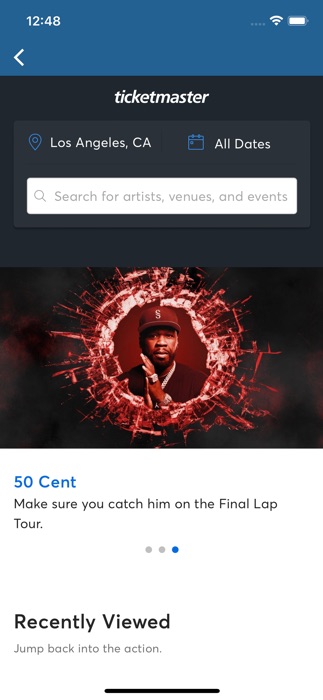 12:48
ticketmaster
Los Angeles, CA
All Dates
Search for artists, venues, and events
S
50 Cent
Make sure you catch him on the Final Lap
Tour.
Recently Viewed
Jump back into the action.